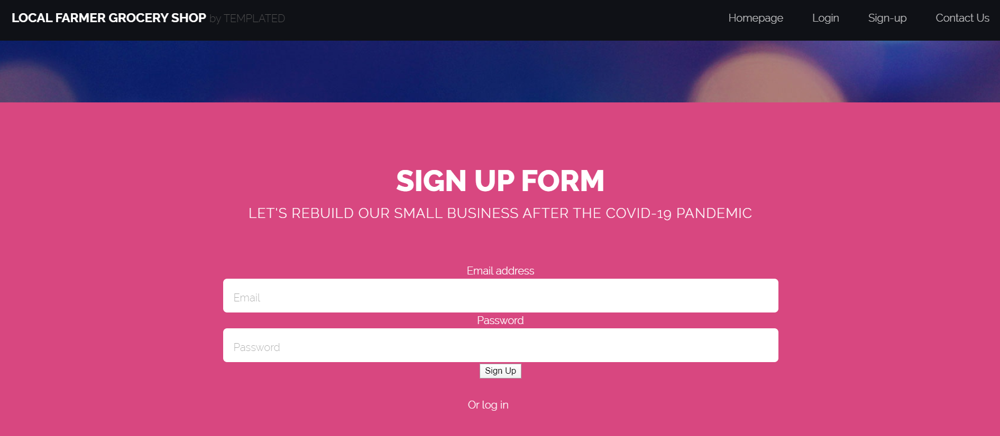 LOCAL FARMER GROCERY SHOP by TEMPLATED
Homepage Login Sign-up Contact Us
SIGN UP FORM
LET'S REBUILD OUR SMALL BUSINESS AFTER THE COVID-19 PANDEMIC
Email address
Email
Password
Password
Sign Up
Or log in